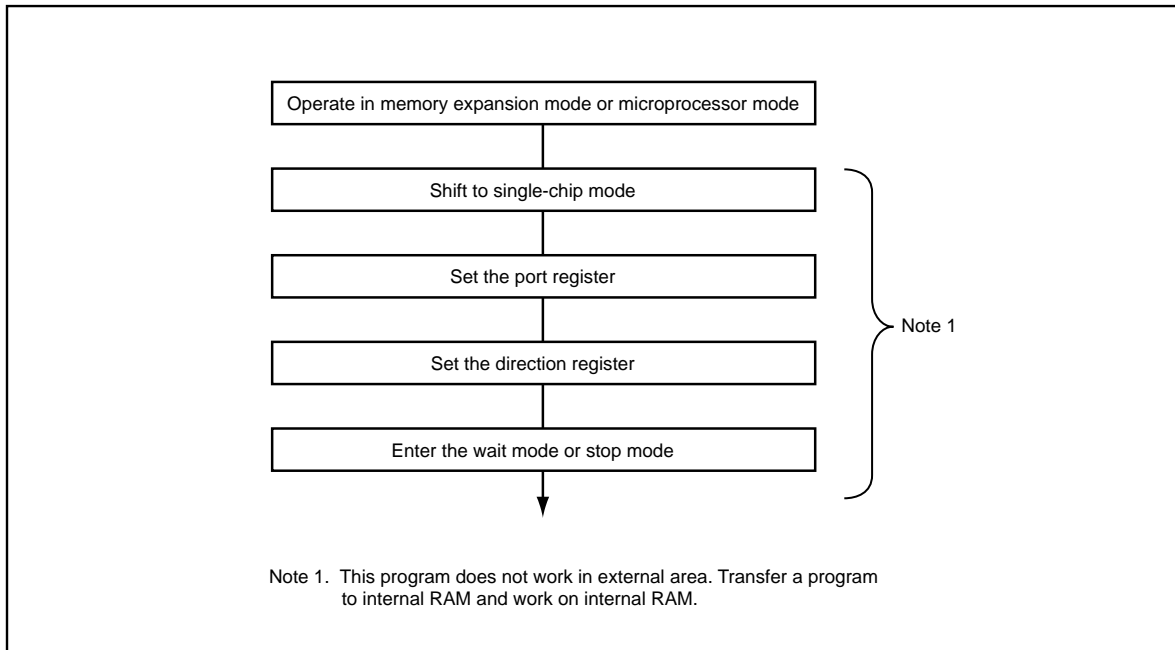 Operate in memory expansion mode or microprocessor mode
Shift to single-chip mode
Set the port register
Set the direction register
Enter the wait mode or stop mode
Note 1
Note 1. This program does not work in external area. Transfer a program
to internal RAM and work on internal RAM.